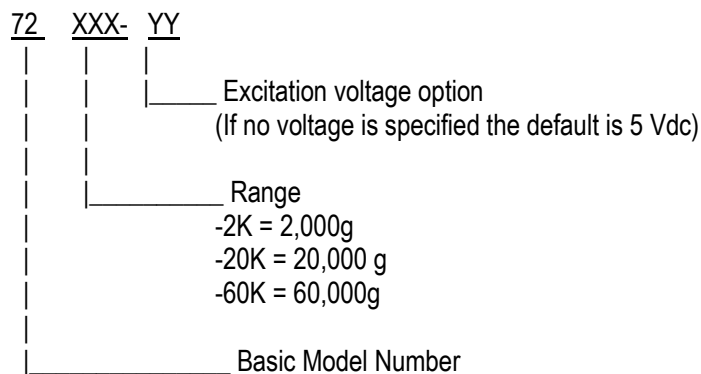 72 XXX- YY
Excitation voltage option
(If no voltage is specified the default is 5 Vdc)
Range
-2K = 2,000g
-20K = 20,000 g
-60K = 60,000g
Basic Model Number